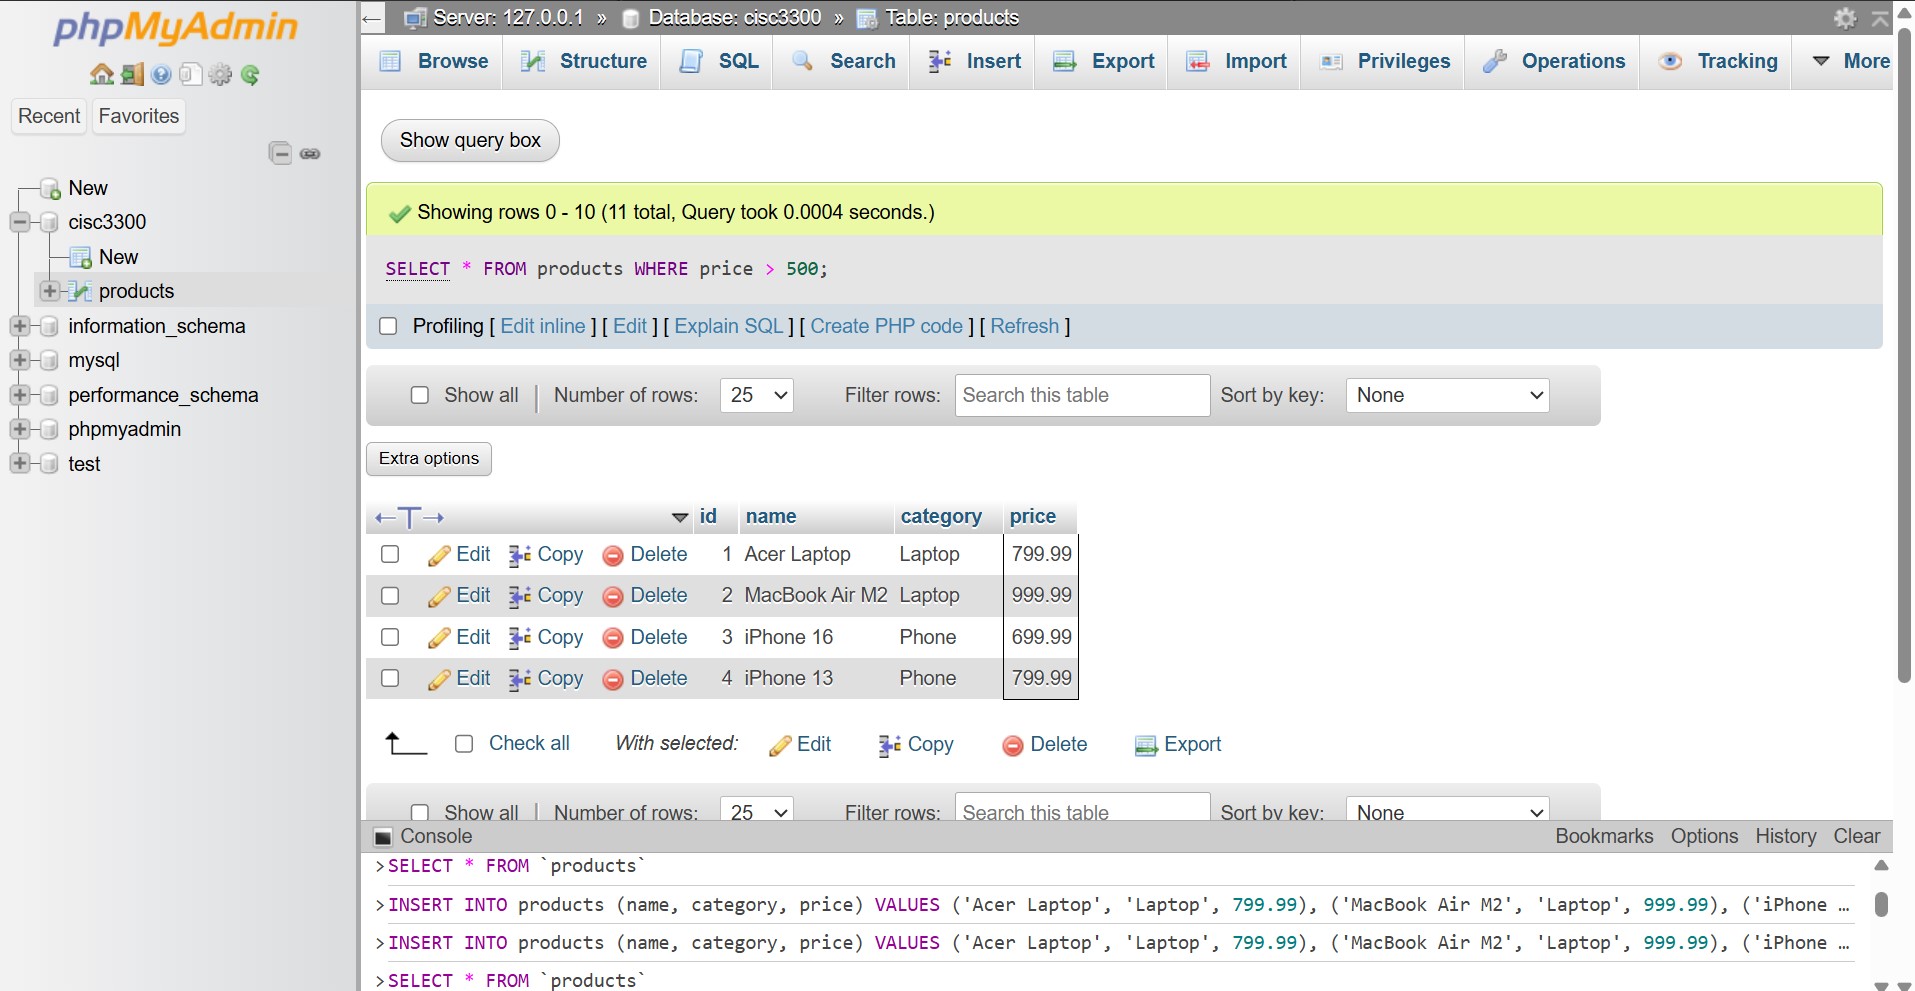 phpMyAdmin
Recent Favorites
New
cisc3300
New
products
information_schema
mysql
performance_schema
phpmyadmin
test
Server: 127.0.0.1 » Database: cisc3300 » Table: products
Browse Structure SQL Search Insert Export Import Privileges Operations Tracking More
Show query box
Showing rows 0 - 10 (11 total, Query took 0.0004 seconds.)
SELECT * FROM products WHERE price > 500;
Profiling [ Edit inline ] [ Edit ] [ Explain SQL ] [ Create PHP code ] [ Refresh ]
Show all Number of rows: 25 Filter rows: Search this table Sort by key: None
Extra options
id name category price
Edit Copy Delete 1 Acer Laptop Laptop 799.99
Edit Copy Delete 2 MacBook Air M2 Laptop 999.99
Edit Copy Delete 3 iPhone 16 Phone 699.99
Edit Copy Delete 4 iPhone 13 Phone 799.99
Check all With selected: Edit Copy Delete Export
Show all Number of rows: 25 Filter rows: Search this table Sort by key: None
Console Bookmarks Options History Clear
>SELECT * FROM `products`
>INSERT INTO products (name, category, price) VALUES ('Acer Laptop', 'Laptop', 799.99), ('MacBook Air M2', 'Laptop', 999.99), ('iPhone …
>INSERT INTO products (name, category, price) VALUES ('Acer Laptop', 'Laptop', 799.99), ('MacBook Air M2', 'Laptop', 999.99), ('iPhone …
>SELECT * FROM `products`